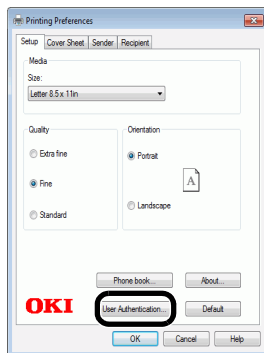 Printing Preferences
Setup Cover Sheet Sender Recipient
Media
Size:
Letter 8.5 x 11in
Quality
Orientation
Extra fine
Portrait
Fine
A
Landscape
Standard
Phone book...
About...
OKI
User Authentication...
Default
OK
Cancel
Help